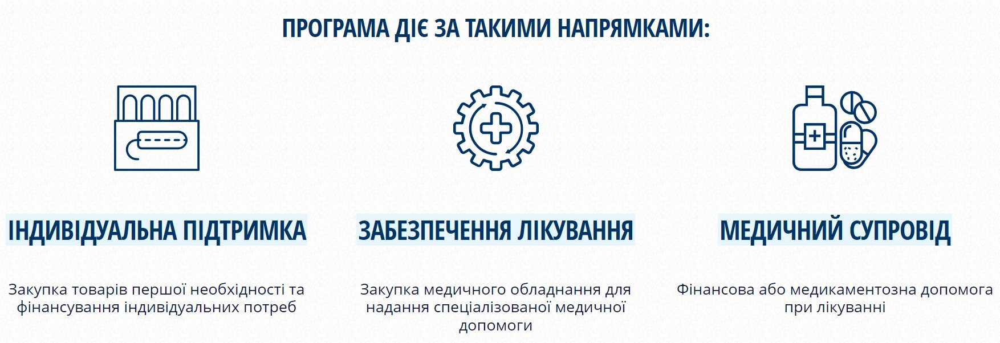 ПРОГРАМА ДІЄ ЗА ТАКИМИ НАПРЯМКАМИ:
ІНДИВІДУАЛЬНА ПІДТРИМКА
Закупка товарів першої необхідності та
фінансування індивідуальних потреб
ЗАБЕЗПЕЧЕННЯ ЛІКУВАННЯ
Закупка медичного обладнання для
надання спеціалізованої медичної
допомоги
МЕДИЧНИЙ СУПРОВІД
Фінансова або медикаментозна допомога
при лікуванні